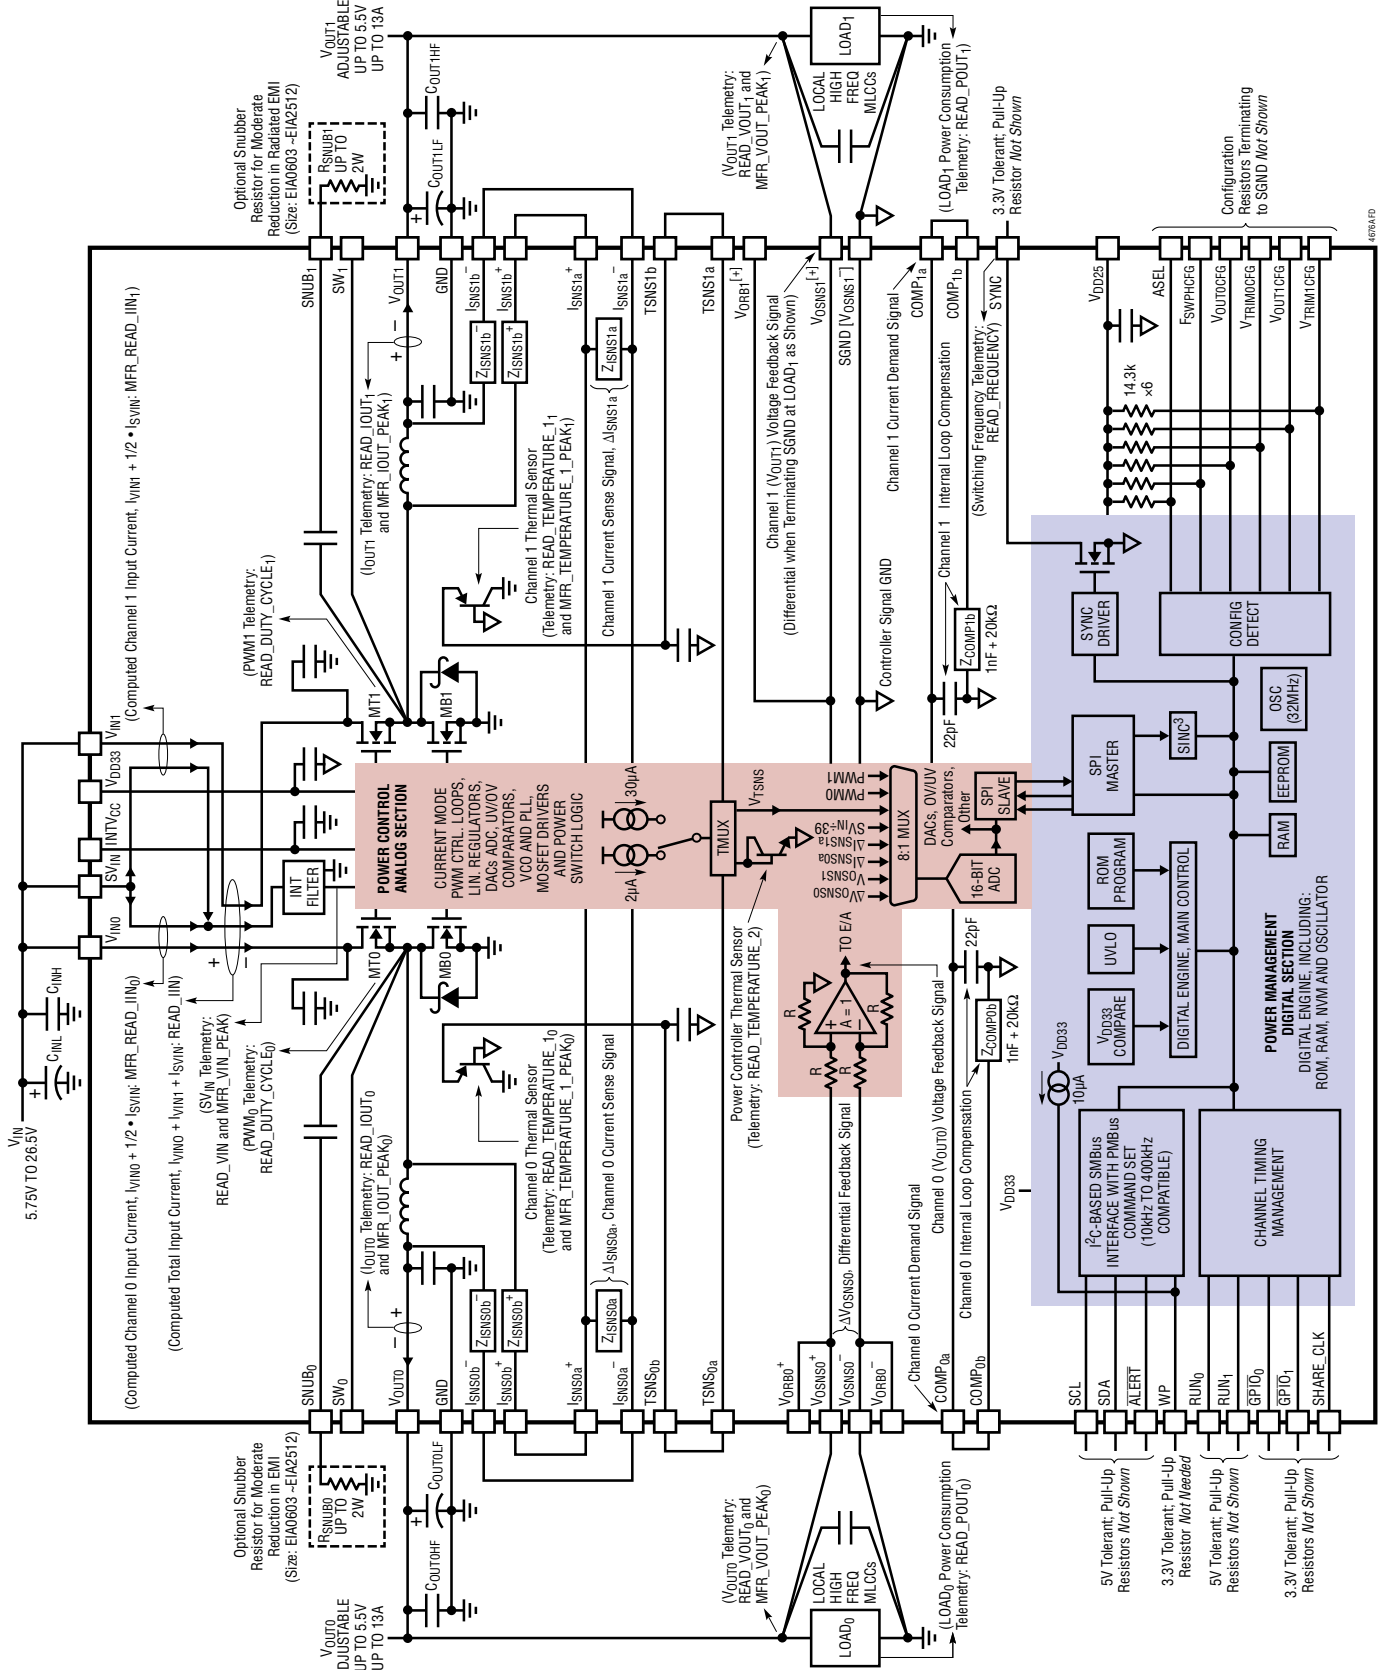 VIN
5.75V TO 26.5V
CINL
CINH
VIN0
SVIN
INTVCC
VDD33
VIN1
(Computed Channel 0 Input Current, IVIN0 + 1/2 • ISVIN: MFR_READ_IIN0)
(Computed Total Input Current, IVIN0 + IVIN1 + ISVIN: READ_IIN)
(SVIN Telemetry:
READ_VIN and MFR_VIN_PEAK)
(PWM0 Telemetry:
READ_DUTY_CYCLE0)
(Computed Channel 1 Input Current, IVIN1 + 1/2 • ISVIN: MFR_READ_IIN1)
(PWM1 Telemetry:
READ_DUTY_CYCLE1)
INT
FILTER
Optional Snubber
Resistor for Moderate
Reduction in EMI
(Size: EIA0603 ~EIA2512)
RSNUB0
UP TO
2W
Optional Snubber
Resistor for Moderate
Reduction in Radiated EMI
(Size: EIA0603 ~EIA2512)
RSNUB1
UP TO
2W
VOUT0
DJUSTABLE
UP TO 5.5V
UP TO 13A
COUT0HF
COUT0LF
VOUT1
ADJUSTABLE
UP TO 5.5V
UP TO 13A
COUT1HF
COUT1LF
SNUB0
SW0
VOUT0
GND
ISNS0b–
ISNS0b+
ISNS0a+
ISNS0a–
TSNS0b
TSNS0a
VORB0+
VOSNS0+
VOSNS0–
VORB0–
COMP0a
COMP0b
SCL
SDA
ALERT
WP
RUN0
RUN1
GPIO0
GPIO1
SHARE_CLK
SNUB1
SW1
VOUT1
GND
ISNS1b–
ISNS1b+
ISNS1a+
ISNS1a–
TSNS1b
TSNS1a
VORB1[+]
VOSNS1[+]
SGND [VOSNS1–]
COMP1a
COMP1b
SYNC
VDD25
ASEL
FSWPHCFG
VOUT0CFG
VTRIM0CFG
VOUT1CFG
VTRIM1CFG
(IOUT0 Telemetry: READ_IOUT0
and MFR_IOUT_PEAK0)
(IOUT1 Telemetry: READ_IOUT1
and MFR_IOUT_PEAK1)
ZISNS0b–
ZISNS0b+
ZISNS0a
ZISNS1b–
ZISNS1b+
ZISNS1a
MT0
MB0
MT1
MB1
POWER CONTROL
ANALOG SECTION
CURRENT MODE
PWM CTRL. LOOPS,
LIN. REGULATORS,
DACs ADC, UV/OV
COMPARATORS,
VCO AND PLL,
MOSFET DRIVERS
AND POWER
SWITCH LOGIC
2µA
30µA
TMUX
VTSNS
Channel 0 Thermal Sensor
(Telemetry: READ_TEMPERATURE_10
and MFR_TEMPERATURE_1_PEAK0)
ΔISNS0a, Channel 0 Current Sense Signal
Channel 1 Thermal Sensor
(Telemetry: READ_TEMPERATURE_11
and MFR_TEMPERATURE_1_PEAK1)
Channel 1 Current Sense Signal, ΔISNS1a
Power Controller Thermal Sensor
(Telemetry: READ_TEMPERATURE_2)
ΔVOSNS0
VOSNS1
ΔISNS0a
ΔISNS1a
SVIN÷39
PWM0
PWM1
8:1 MUX
16-BIT
ADC
DACs, OV/UV
Comparators,
Other
SPI
SLAVE
R
R
R
R
A = 1
TO E/A
ΔVOSNS0, Differential Feedback Signal
Channel 0 (VOUT0) Voltage Feedback Signal
Channel 0 Internal Loop Compensation
Channel 0 Current Demand Signal
22pF
ZCOMP0b
1nF + 20kΩ
(VOUT0 Telemetry:
READ_VOUT0 and
MFR_VOUT_PEAK0)
LOAD0
LOCAL
HIGH
FREQ
MLCCs
(LOAD0 Power Consumption
Telemetry: READ_POUT0)
(VOUT1 Telemetry:
READ_VOUT1 and
MFR_VOUT_PEAK1)
LOAD1
LOCAL
HIGH
FREQ
MLCCs
(LOAD1 Power Consumption
Telemetry: READ_POUT1)
Channel 1 (VOUT1) Voltage Feedback Signal
(Differential when Terminating SGND at LOAD1 as Shown)
Controller Signal GND
Channel 1 Current Demand Signal
Channel 1 Internal Loop Compensation
22pF
ZCOMP1b
1nF + 20kΩ
(Switching Frequency Telemetry:
READ_FREQUENCY)
3.3V Tolerant; Pull-Up
Resistor Not Shown
Configuration
Resistors Terminating
to SGND Not Shown
14.3k
×6
VDD33
VDD33
10µA
5V Tolerant; Pull-Up
Resistors Not Shown
3.3V Tolerant; Pull-Up
Resistor Not Needed
5V Tolerant; Pull-Up
Resistors Not Shown
3.3V Tolerant; Pull-Up
Resistors Not Shown
I2C-BASED SMBus
INTERFACE WITH PMBus
COMMAND SET
(10kHz TO 400kHz
COMPATIBLE)
CHANNEL TIMING
MANAGEMENT
VDD33
COMPARE
UVLO
ROM
PROGRAM
DIGITAL ENGINE, MAIN CONTROL
SPI
MASTER
SINC3
SYNC
DRIVER
CONFIG
DETECT
OSC
(32MHz)
EEPROM
RAM
POWER MANAGEMENT
DIGITAL SECTION
DIGITAL ENGINE, INCLUDING:
ROM, RAM, NVM AND OSCILLATOR
4676A FD